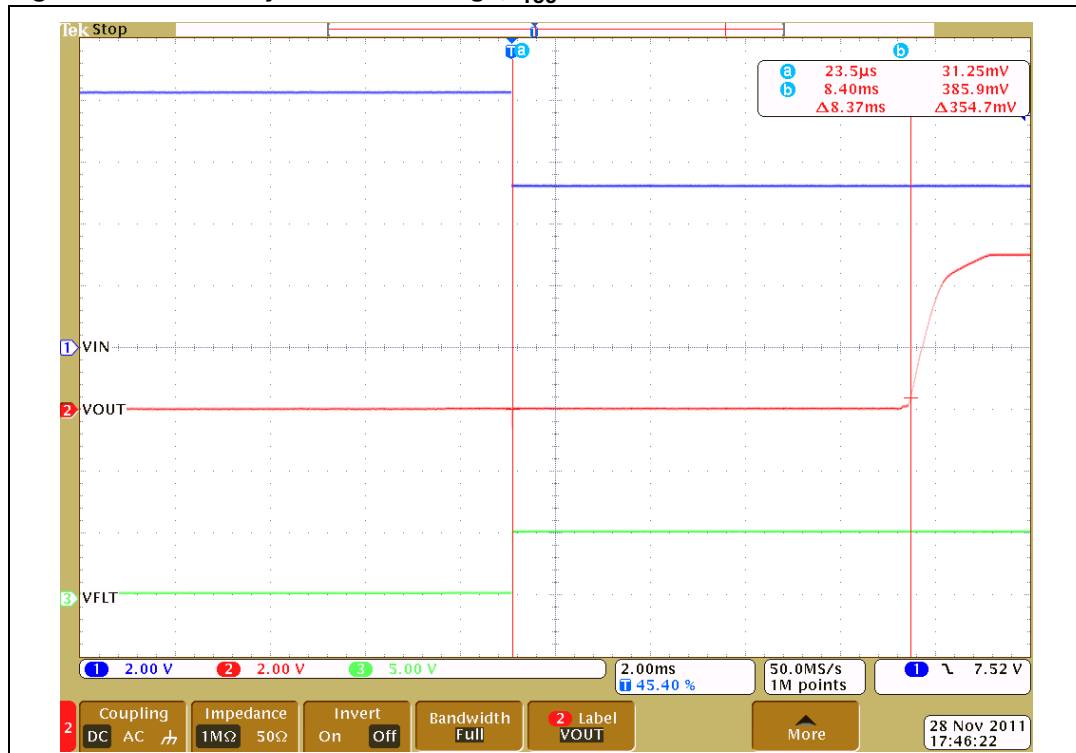 Tek Stop
T a
b
a 23.5µs 31.25mV
b 8.40ms 385.9mV
Δ8.37ms Δ354.7mV
1 VIN
2 VOUT
3 VFLT
1 2.00 V 2 2.00 V 3 5.00 V
2.00ms
T 45.40 %
50.0MS/s
1M points
1 7.52 V
2
Coupling
DC AC
Impedance
1MΩ 50Ω
Invert
On Off
Bandwidth
Full
2 Label
VOUT
More
28 Nov 2011
17:46:22